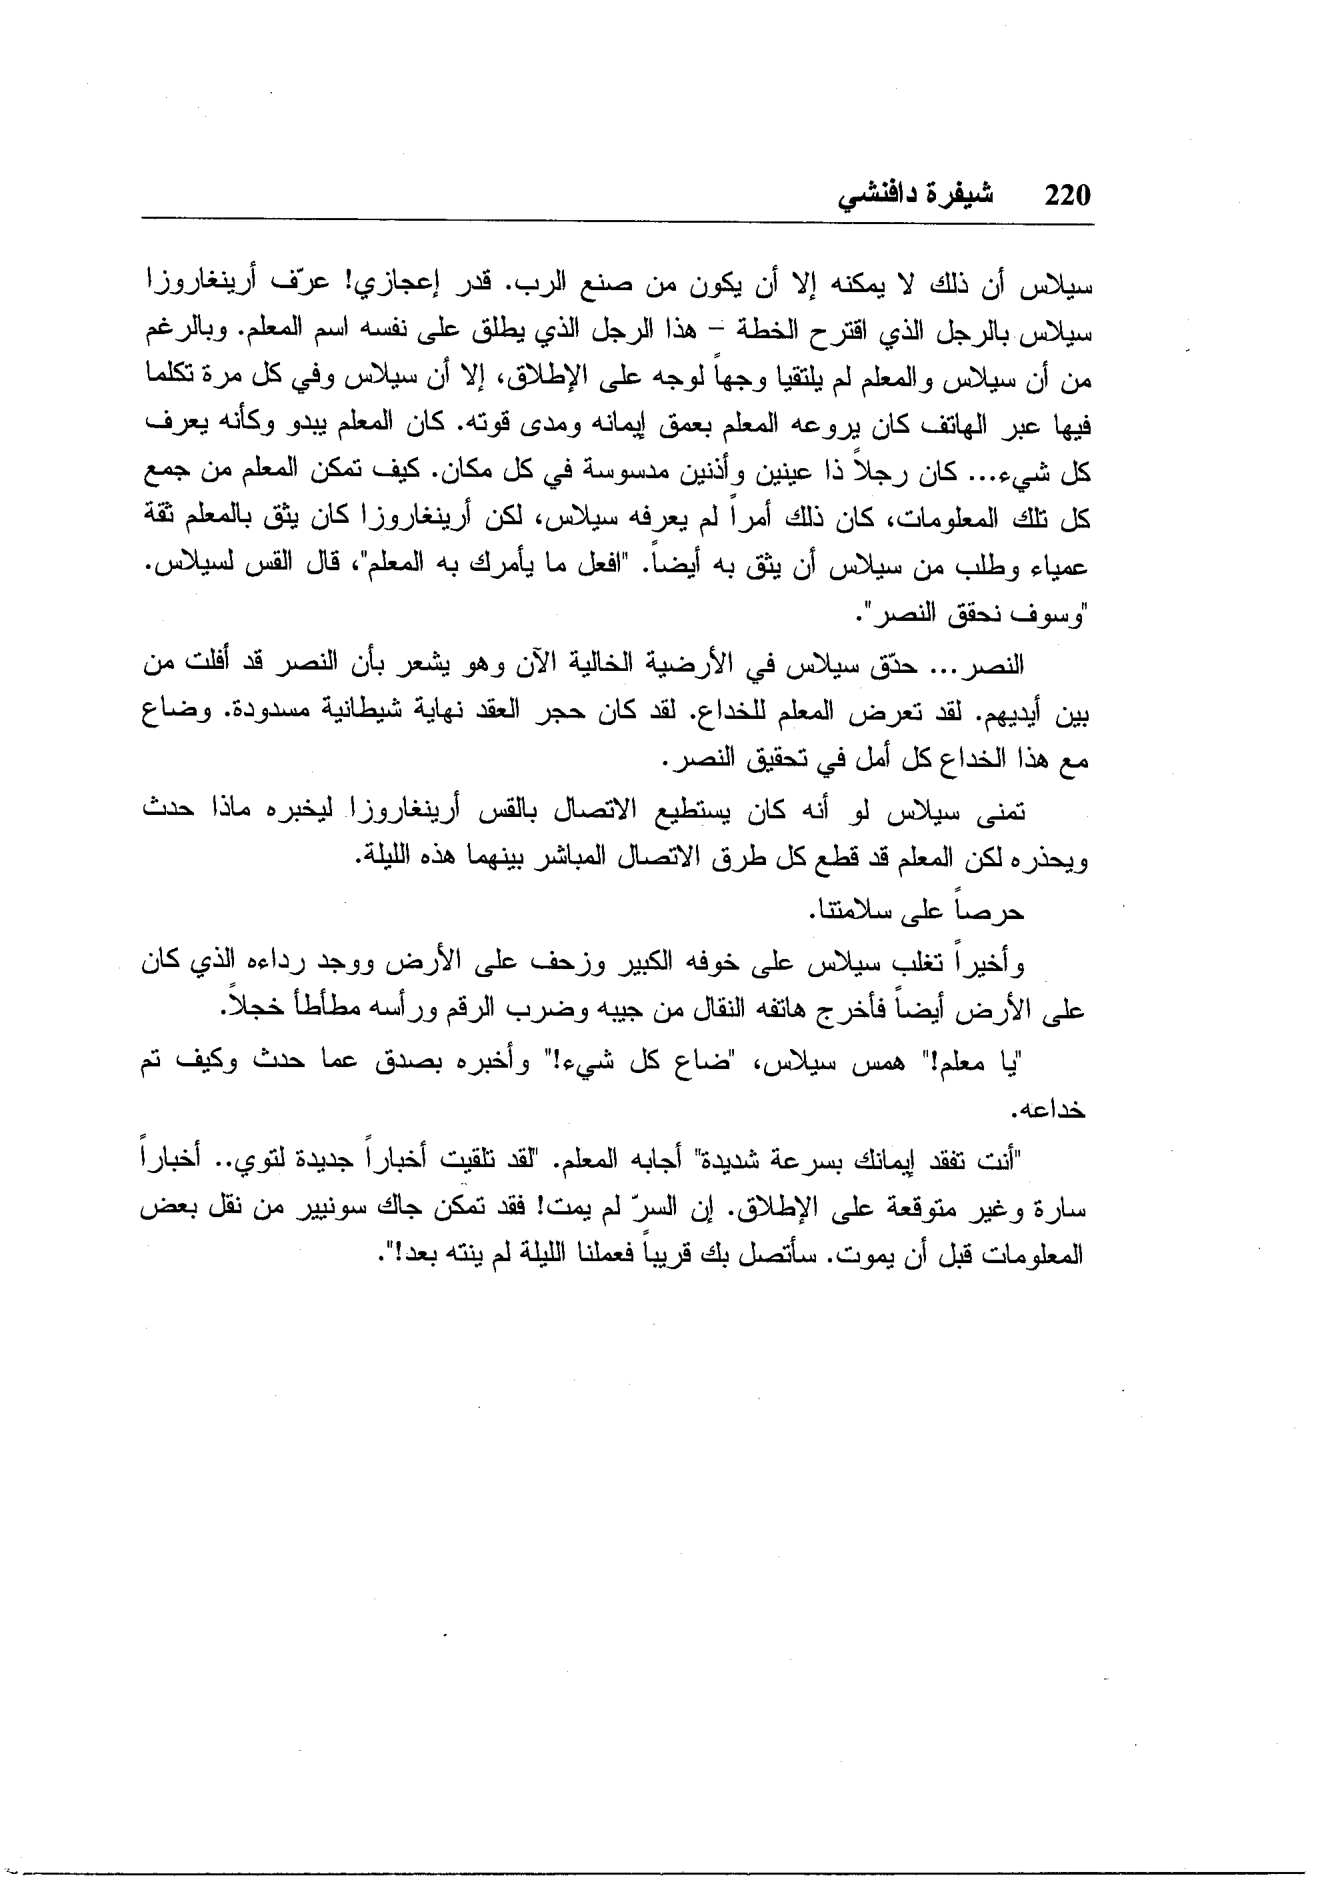 220 شيفرة دافنشي
سيلاس أن ذلك لا يمكنه إلا أن يكون من صنع الرب. قدر إعجازي! عرّف أرينغاروزا
سيلاس بالرجل الذي اقترح الخطة – هذا الرجل الذي يطلق على نفسه اسم المعلم. وبالرغم
من أن سيلاس والمعلم لم يلتقيا وجهاً لوجه على الإطلاق، إلا أن سيلاس وفي كل مرة تكلما
فيها عبر الهاتف كان يروعه المعلم بعمق إيمانه ومدى قوته. كان المعلم يبدو وكأنه يعرف
كل شيء... كان رجلاً ذا عينين وأذنين مدسوسة في كل مكان. كيف تمكن المعلم من جمع
كل تلك المعلومات، كان ذلك أمراً لم يعرفه سيلاس، لكن أرينغاروزا كان يثق بالمعلم ثقة
عمياء وطلب من سيلاس أن يثق به أيضاً. "افعل ما يأمرك به المعلم"، قال القس لسيلاس.
"وسوف نحقق النصر".
النصر... حدّق سيلاس في الأرضية الخالية الآن وهو يشعر بأن النصر قد أفلت من
بين أيديهم. لقد تعرض المعلم للخداع. لقد كان حجر العقد نهاية شيطانية مسدودة. وضاع
مع هذا الخداع كل أمل في تحقيق النصر.
تمنى سيلاس لو أنه كان يستطيع الاتصال بالقس أرينغاروزا ليخبره ماذا حدث
ويحذره لكن المعلم قد قطع كل طرق الاتصال المباشر بينهما هذه الليلة.
حرصاً على سلامتنا.
وأخيراً تغلب سيلاس على خوفه الكبير وزحف على الأرض ووجد رداءه الذي كان
على الأرض أيضاً فأخرج هاتفه النقال من جيبه وضرب الرقم ورأسه مطأطأ خجلاً.
"يا معلم!" همس سيلاس، "ضاع كل شيء!" وأخبره بصدق عما حدث وكيف تم
خداعه.
"أنت تفقد إيمانك بسرعة شديدة" أجابه المعلم. "لقد تلقيت أخباراً جديدة لتوي.. أخباراً
سارة وغير متوقعة على الإطلاق. إن السرّ لم يمت! فقد تمكن جاك سونيير من نقل بعض
المعلومات قبل أن يموت. سأتصل بك قريباً فعملنا الليلة لم ينته بعد!".